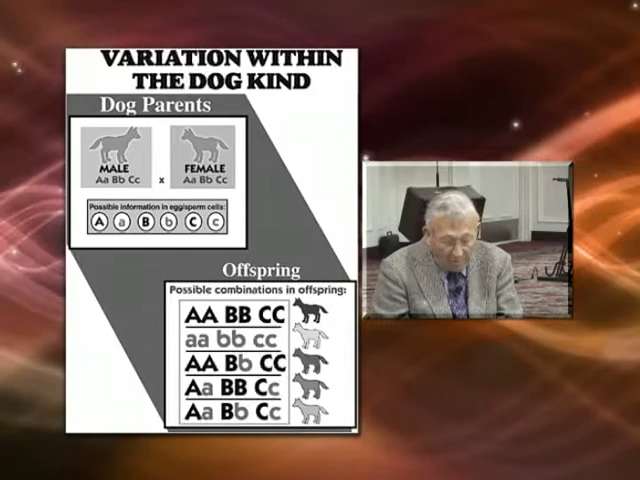 VARIATION WITHIN
THE DOG KIND
Dog Parents
MALE
Aa Bb Cc
x
FEMALE
Aa Bb Cc
Possible information in egg/sperm cells:
A a B b C c
Offspring
Possible combinations in offspring:
AA BB CC
aa bb cc
AA Bb CC
Aa BB Cc
Aa Bb Cc